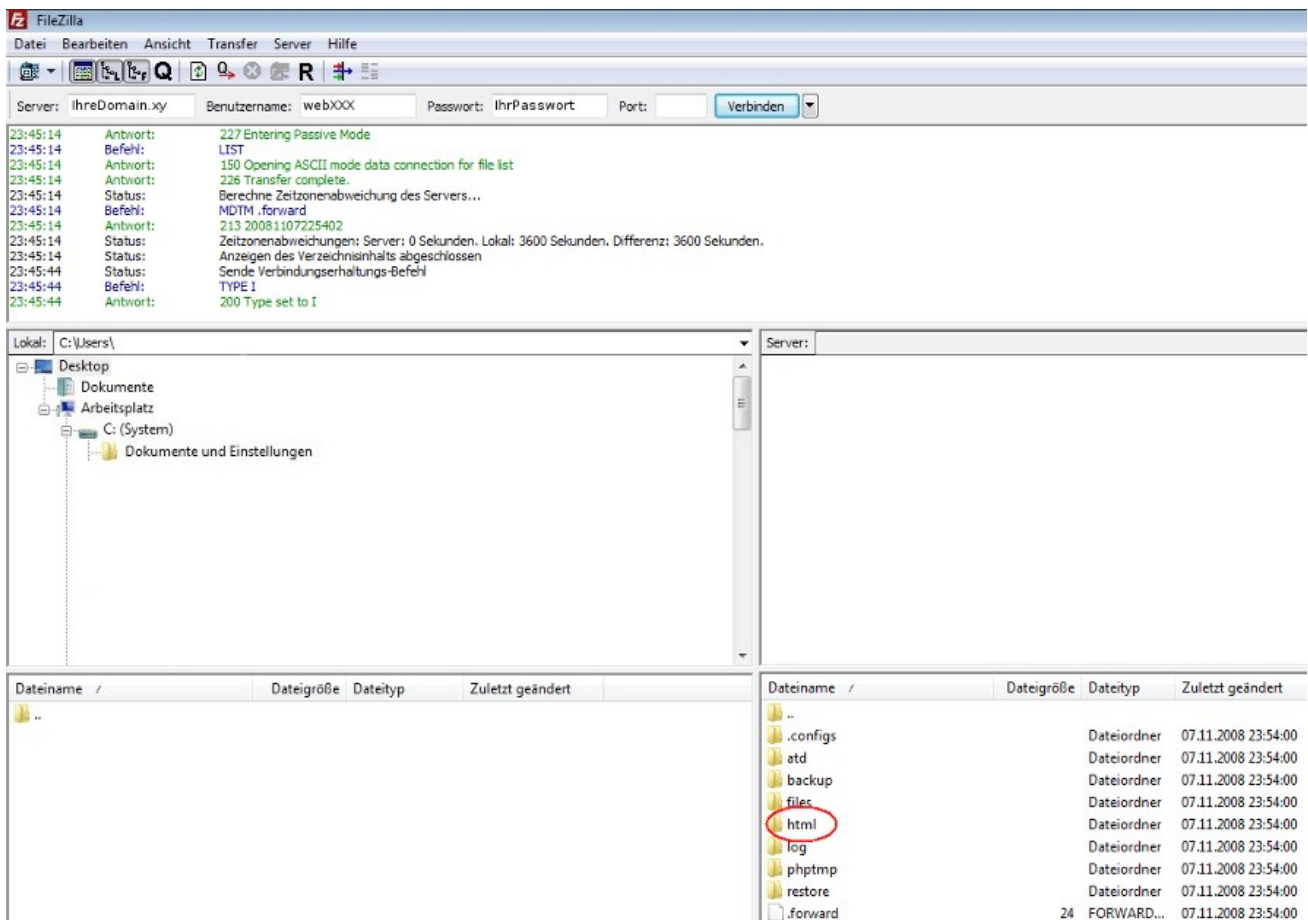 FileZilla
Datei Bearbeiten Ansicht Transfer Server Hilfe
Server: IhreDomain.xy Benutzername: webXXX Passwort: IhrPasswort Port: Verbinden
23:45:14 Antwort: 227 Entering Passive Mode
23:45:14 Befehl: LIST
23:45:14 Antwort: 150 Opening ASCII mode data connection for file list
23:45:14 Antwort: 226 Transfer complete.
23:45:14 Status: Berechne Zeitzonenabweichung des Servers...
23:45:14 Befehl: MDTM .forward
23:45:14 Antwort: 213 20081107225402
23:45:14 Status: Zeitzonenabweichungen: Server: 0 Sekunden. Lokal: 3600 Sekunden. Differenz: 3600 Sekunden.
23:45:14 Status: Anzeigen des Verzeichnisinhalts abgeschlossen
23:45:44 Status: Sende Verbindungserhaltungs-Befehl
23:45:44 Befehl: TYPE I
23:45:44 Antwort: 200 Type set to I
Lokal: C:\Users\
Desktop
Dokumente
Arbeitsplatz
C: (System)
Dokumente und Einstellungen
Server:
Dateiname / Dateigröße Dateityp Zuletzt geändert
..
Dateiname / Dateigröße Dateityp Zuletzt geändert
..
.configs Dateiordner 07.11.2008 23:54:00
atd Dateiordner 07.11.2008 23:54:00
backup Dateiordner 07.11.2008 23:54:00
files Dateiordner 07.11.2008 23:54:00
html Dateiordner 07.11.2008 23:54:00
log Dateiordner 07.11.2008 23:54:00
phptmp Dateiordner 07.11.2008 23:54:00
restore Dateiordner 07.11.2008 23:54:00
.forward 24 FORWARD... 07.11.2008 23:54:00